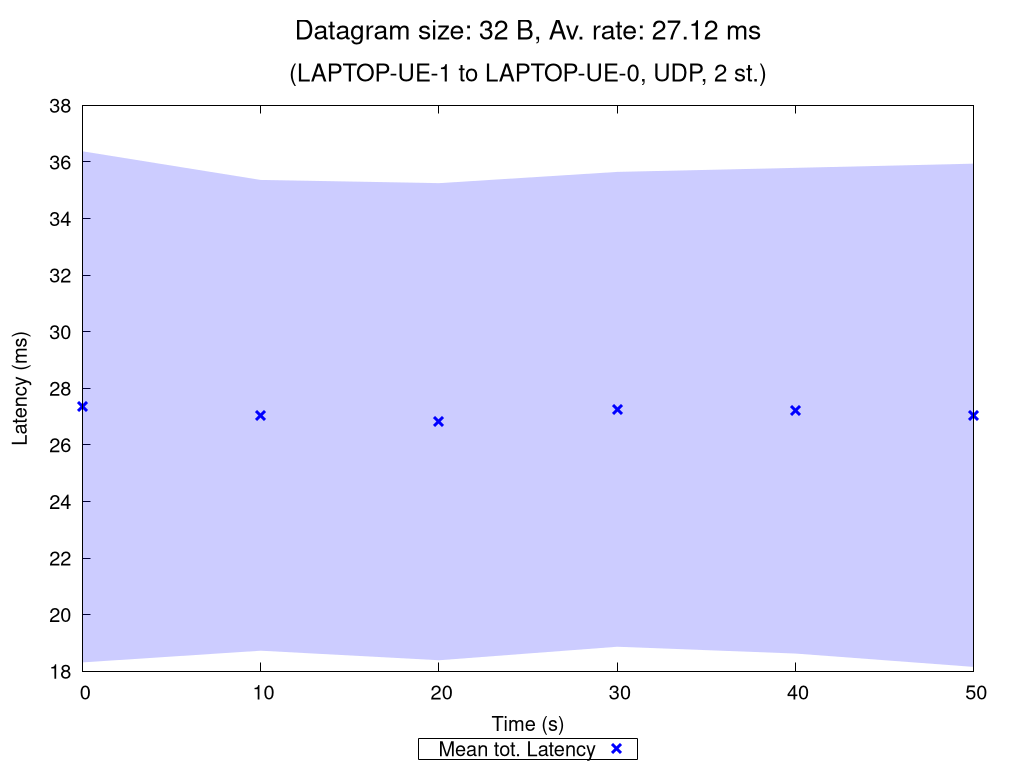 Datagram size: 32 B, Av. rate: 27.12 ms
(LAPTOP-UE-1 to LAPTOP-UE-0, UDP, 2 st.)
38
36
34
32
30
28
26
24
22
20
18
Latency (ms)
0 10 20 30 40 50
Time (s)
Mean tot. Latency